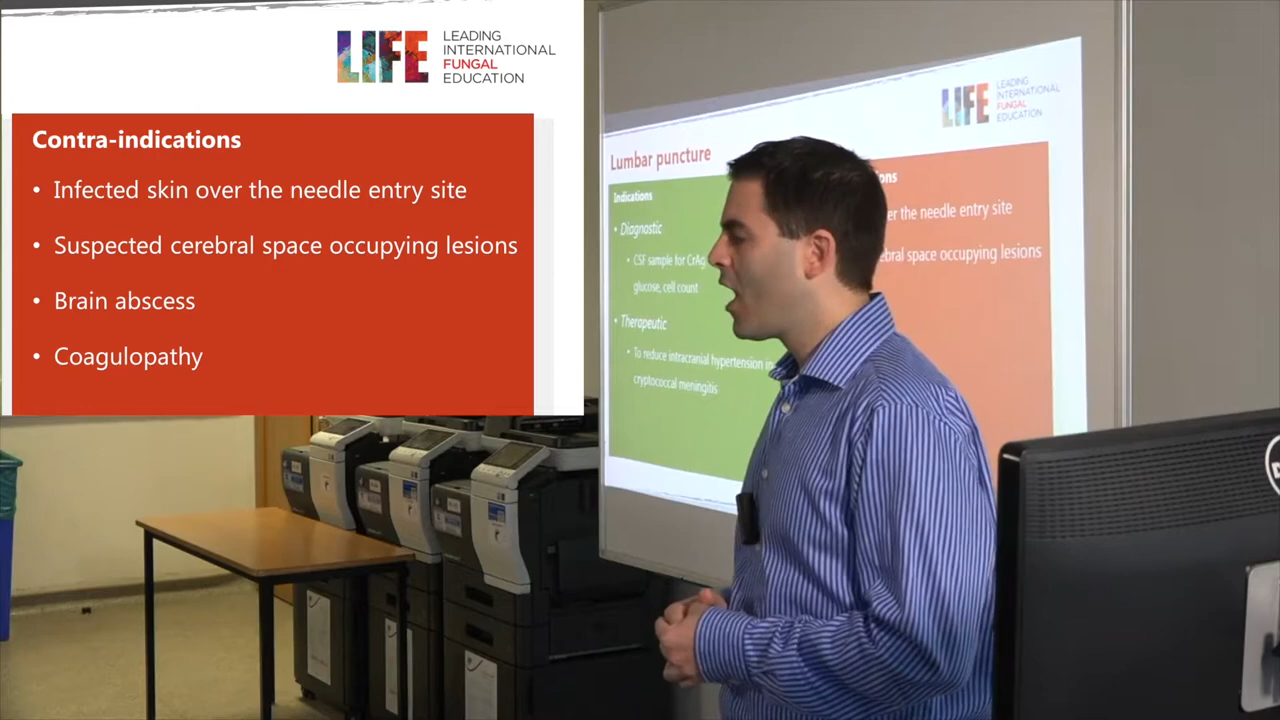 LIFE
LEADING
INTERNATIONAL
FUNGAL
EDUCATION
Contra-indications
• Infected skin over the needle entry site
• Suspected cerebral space occupying lesions
• Brain abscess
• Coagulopathy
LIFE
LEADING
INTERNATIONAL
FUNGAL
EDUCATION
Lumbar puncture
Indications
• Diagnostic
• CSF sample for CrAg
glucose, cell count
• Therapeutic
• To reduce intracranial hypertension in
cryptococcal meningitis
ons
er the needle entry site
ebral space occupying lesions